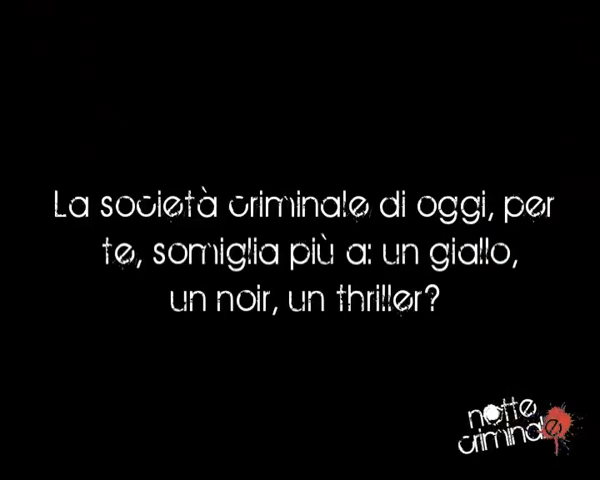 La società criminale di oggi, per
te, somiglia più a: un giallo,
un noir, un thriller?
notte
criminale